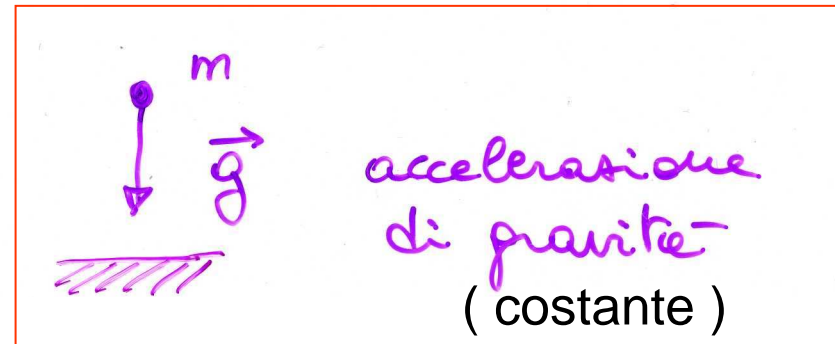 m
g⃗
accelerazione
di gravità
( costante )